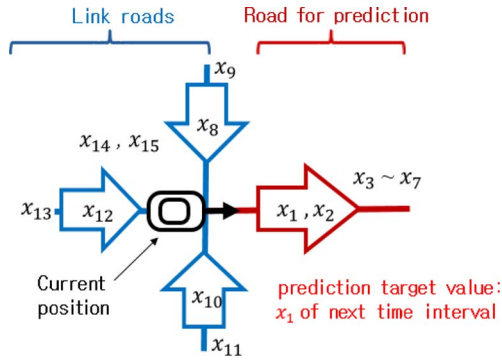 Link roads
Road for prediction
x₉
x₈
x₁₄ , x₁₅
x₃ ~ x₇
x₁₃
x₁₂
x₁ , x₂
Current
position
x₁₀
x₁₁
prediction target value:
x₁ of next time interval